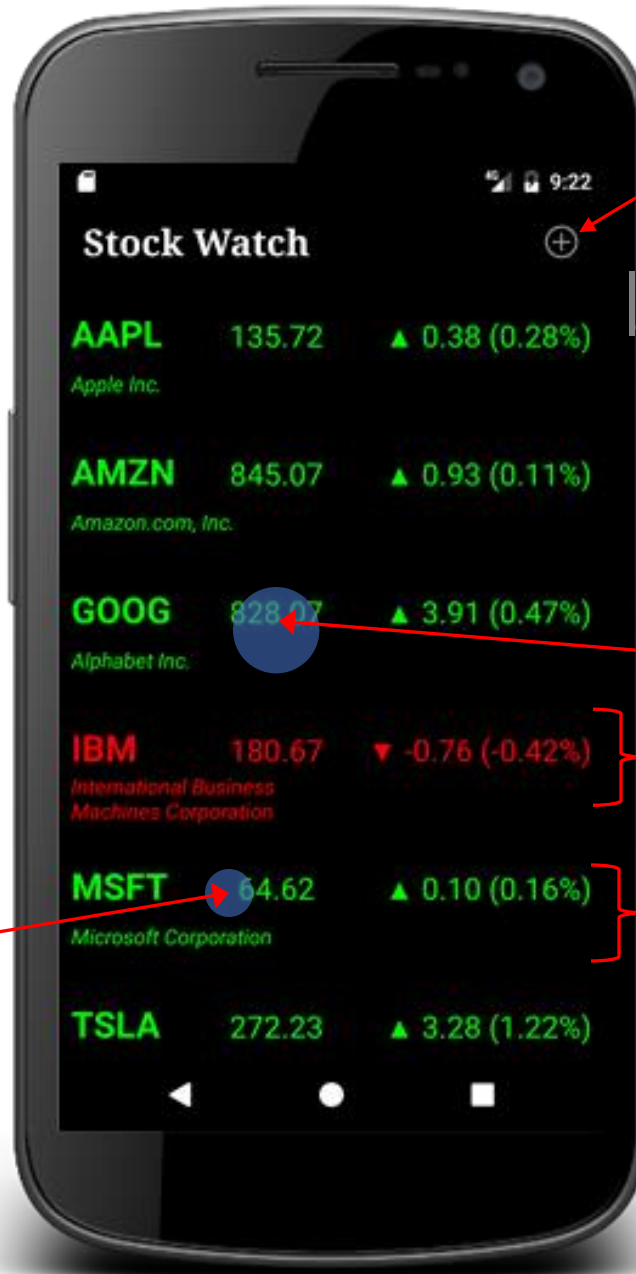 4G 9:22
Stock Watch
AAPL 135.72 ▲ 0.38 (0.28%)
Apple Inc.
AMZN 845.07 ▲ 0.93 (0.11%)
Amazon.com, Inc.
GOOG 828.07 ▲ 3.91 (0.47%)
Alphabet Inc.
IBM 180.67 ▼ -0.76 (-0.42%)
International Business
Machines Corporation
MSFT 64.62 ▲ 0.10 (0.16%)
Microsoft Corporation
TSLA 272.23 ▲ 3.28 (1.22%)